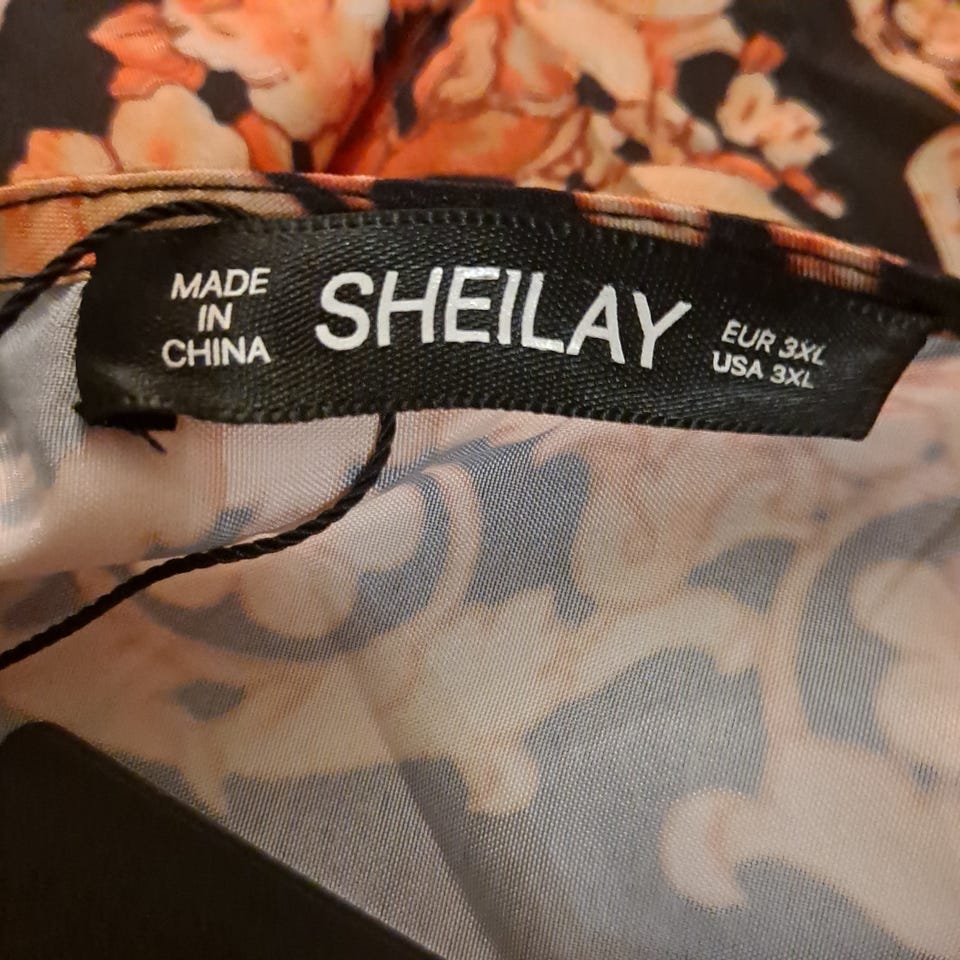 MADE
IN
CHINA
SHEILAY
EUR 3XL
USA 3XL